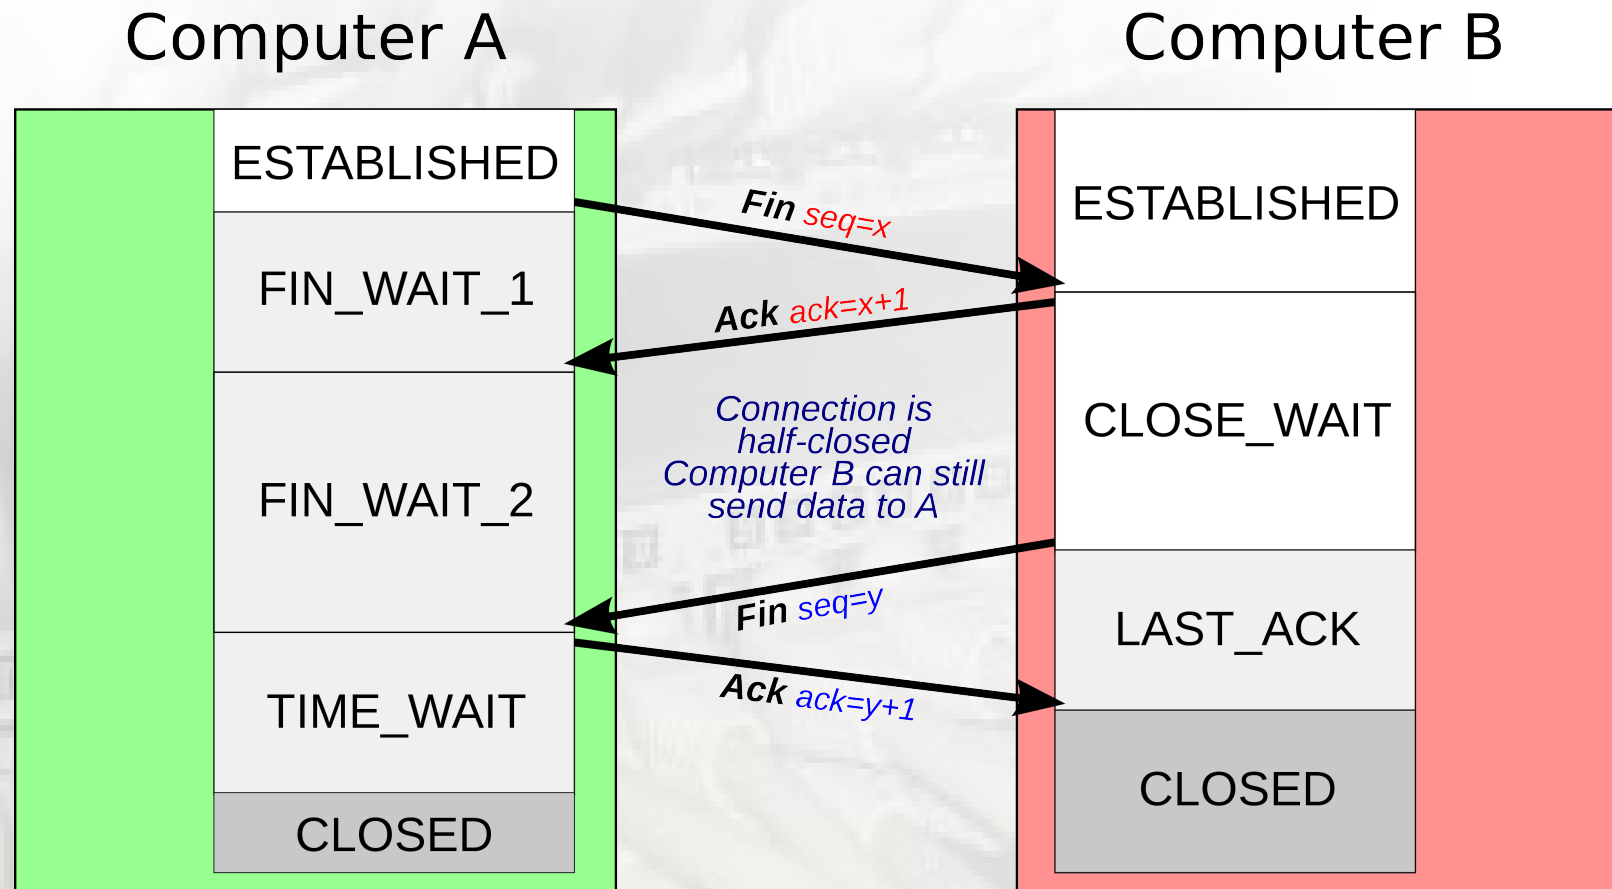 Computer A
Computer B
ESTABLISHED
ESTABLISHED
Fin seq=x
FIN_WAIT_1
Ack ack=x+1
Connection is
half-closed
Computer B can still
send data to A
CLOSE_WAIT
FIN_WAIT_2
Fin seq=y
LAST_ACK
TIME_WAIT
Ack ack=y+1
CLOSED
CLOSED